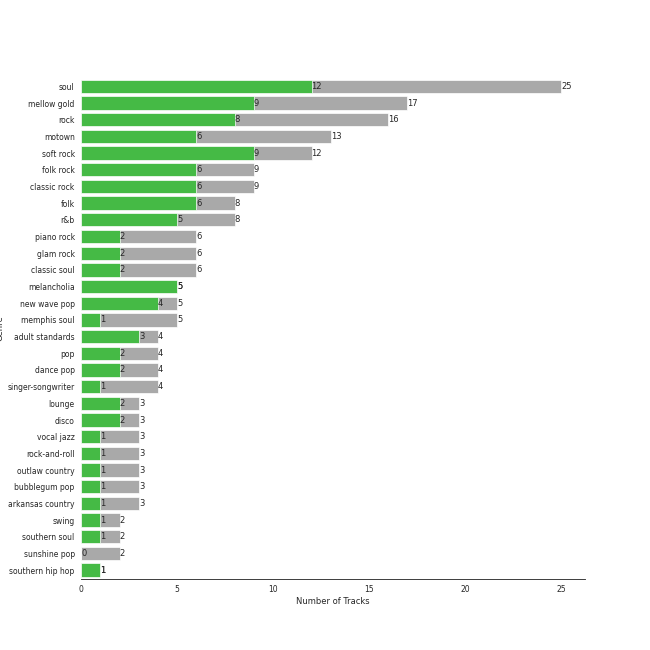 soul 12 25
mellow gold 9 17
rock 8 16
motown 6 13
soft rock 9 12
folk rock 6 9
classic rock 6 9
folk 6 8
r&b 5 8
piano rock 2 6
glam rock 2 6
classic soul 2 6
melancholia 5
new wave pop 4 5
memphis soul 1 5
adult standards 3 4
pop 2 4
dance pop 2 4
singer-songwriter 1 4
lounge 2 3
disco 2 3
vocal jazz 1 3
rock-and-roll 1 3
outlaw country 1 3
bubblegum pop 1 3
arkansas country 1 3
swing 1 2
southern soul 1 2
sunshine pop 0 2
southern hip hop 1
0 5 10 15 20 25
Number of Tracks